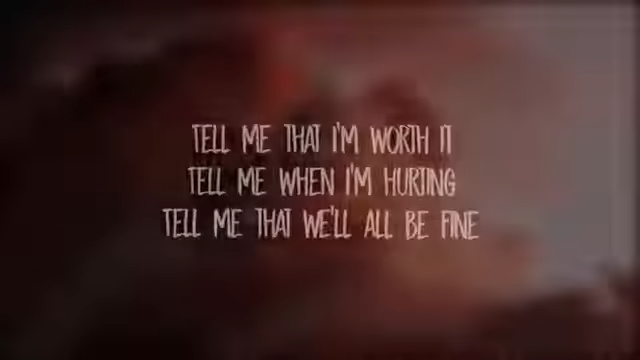 TELL ME THAT I'M WORTH IT
TELL ME WHEN I'M HURTING
TELL ME THAT WE'LL ALL BE FINE